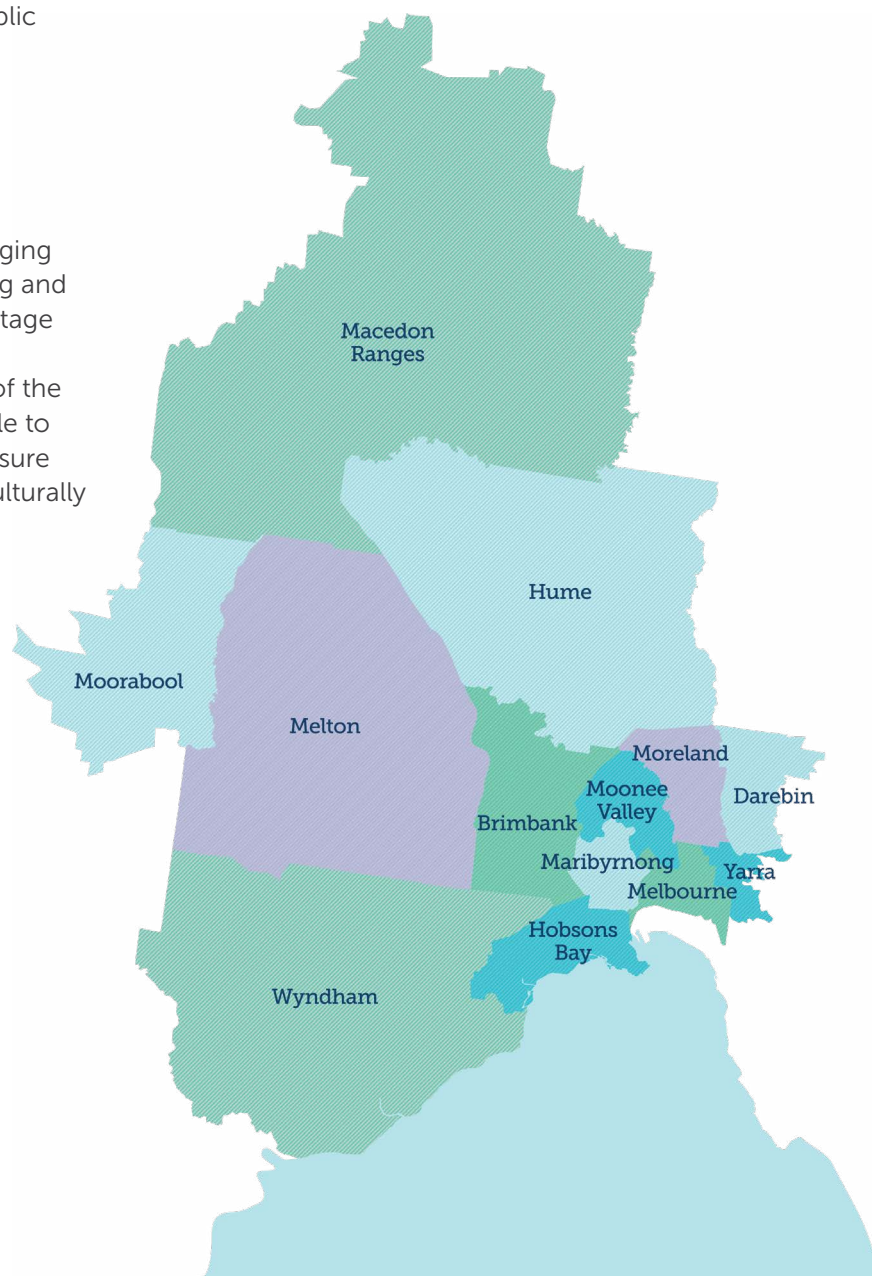 blic
ging
g and
tage
of the
le to
sure
ulturally
Macedon
Ranges
Hume
Moorabool
Melton
Moreland
Moonee
Valley
Darebin
Brimbank
Maribyrnong
Yarra
Melbourne
Hobsons
Bay
Wyndham